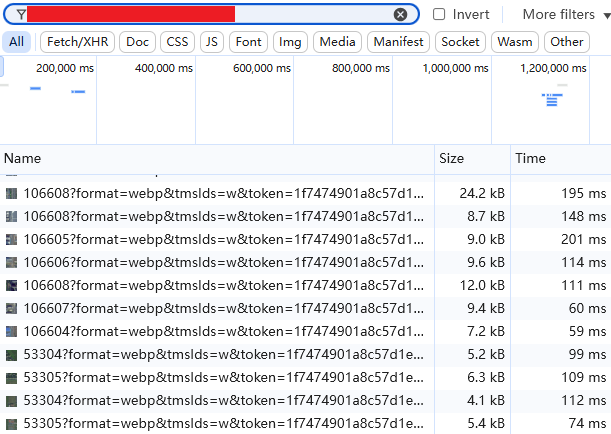 Invert More filters
All Fetch/XHR Doc CSS JS Font Img Media Manifest Socket Wasm Other
200,000 ms 400,000 ms 600,000 ms 800,000 ms 1,000,000 ms 1,200,000 ms
Name Size Time
106608?format=webp&tmsIds=w&token=1f7474901a8c57d1... 24.2 kB 195 ms
106608?format=webp&tmsIds=w&token=1f7474901a8c57d1... 8.7 kB 148 ms
106605?format=webp&tmsIds=w&token=1f7474901a8c57d1... 9.0 kB 201 ms
106606?format=webp&tmsIds=w&token=1f7474901a8c57d1... 9.6 kB 114 ms
106608?format=webp&tmsIds=w&token=1f7474901a8c57d1... 12.0 kB 111 ms
106607?format=webp&tmsIds=w&token=1f7474901a8c57d1... 9.4 kB 60 ms
106604?format=webp&tmsIds=w&token=1f7474901a8c57d1... 7.2 kB 59 ms
53304?format=webp&tmsIds=w&token=1f7474901a8c57d1e... 5.2 kB 99 ms
53305?format=webp&tmsIds=w&token=1f7474901a8c57d1e... 6.3 kB 109 ms
53304?format=webp&tmsIds=w&token=1f7474901a8c57d1e... 4.1 kB 112 ms
53305?format=webp&tmsIds=w&token=1f7474901a8c57d1e... 5.4 kB 74 ms